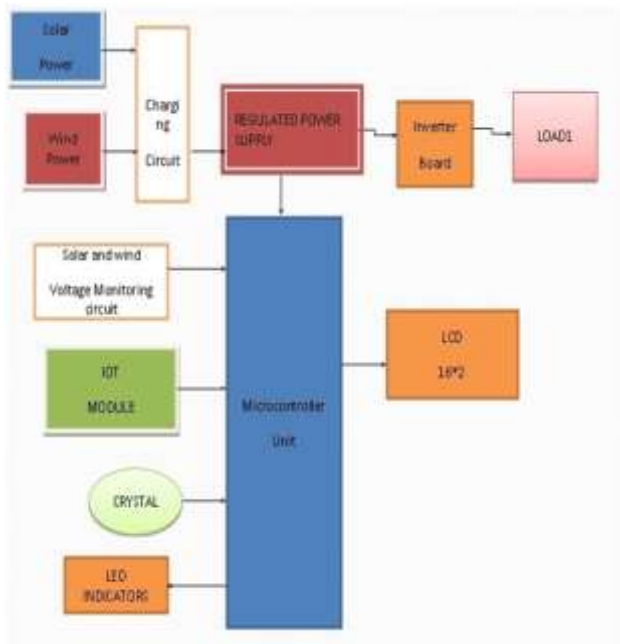 Solar
Power
Wind
Power
Chargi
ng
Circuit
REGULATED POWER
SUPPLY
Inverter
Board
LOAD1
Solar and wind
Voltage Monitoring
circuit
IOT
MODULE
CRYSTAL
LED
INDICATORS
Microcontroller
Unit
LCD
16*2